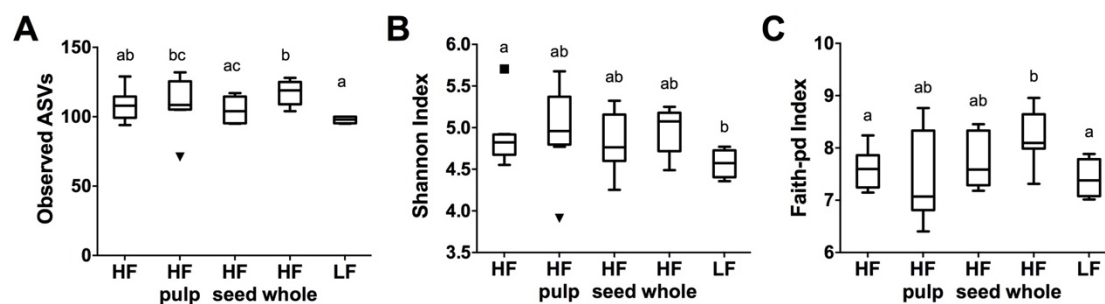 A
Observed ASVs
150
100
50
0
ab
bc
ac
b
a
HF HF HF HF LF
pulp seed whole
B
Shannon Index
6.0
5.5
5.0
4.5
4.0
3.5
a
ab
ab
ab
b
HF HF HF HF LF
pulp seed whole
C
Faith-pd Index
10
9
8
7
6
a
ab
ab
b
a
HF HF HF HF LF
pulp seed whole